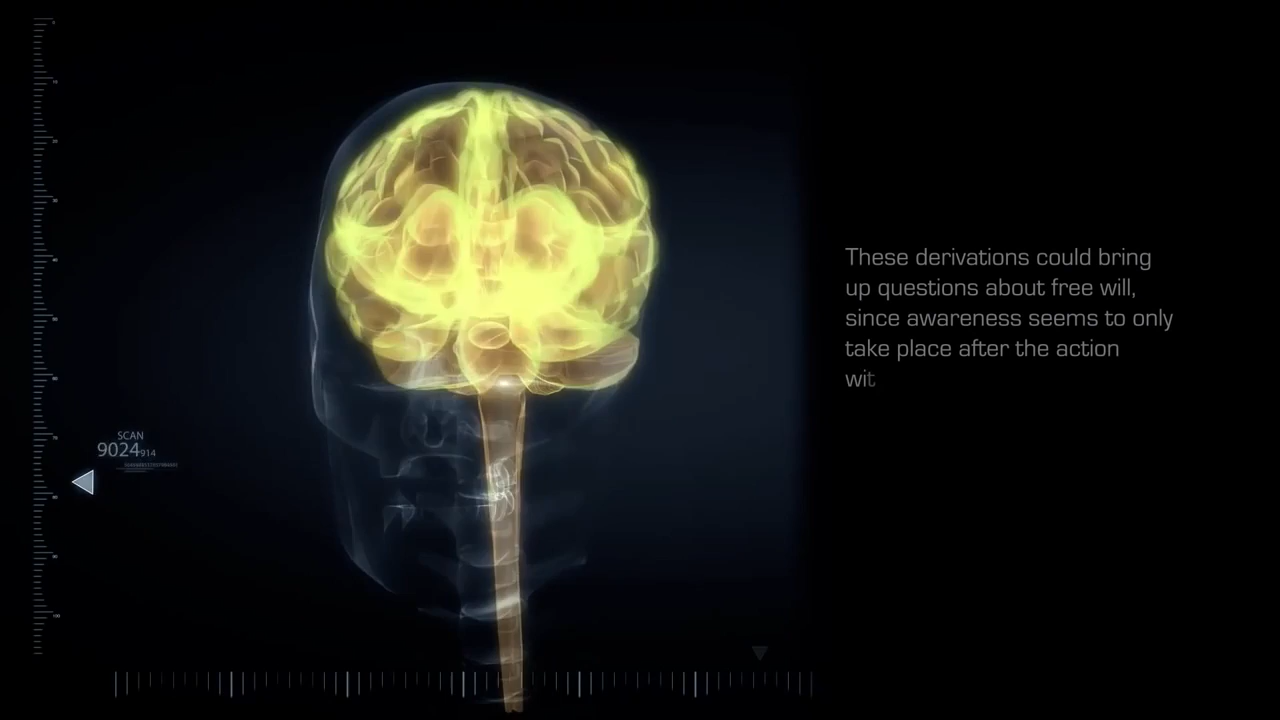 SCAN
9024914
These derivations could bring
up questions about free will,
since awareness seems to only
take place after the action
wit